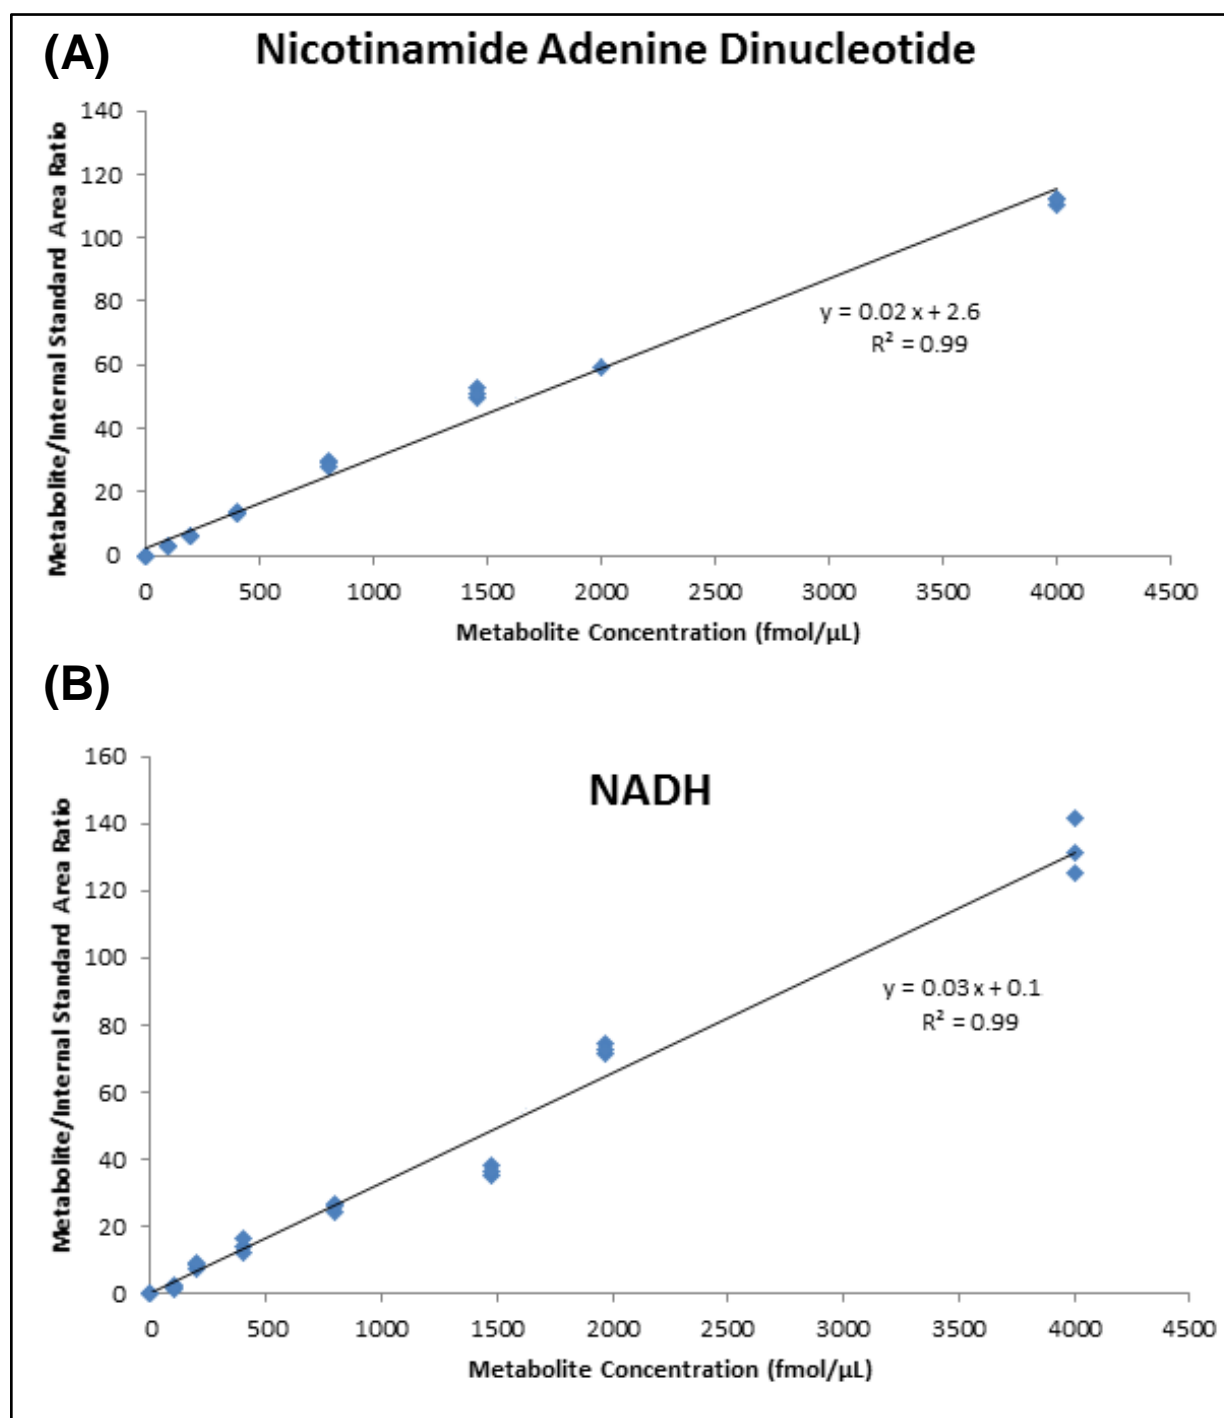 (A) Nicotinamide Adenine Dinucleotide
Metabolite/Internal Standard Area Ratio
140
120
100
80
60
40
20
0
y = 0.02 x + 2.6
R² = 0.99
0 500 1000 1500 2000 2500 3000 3500 4000 4500
Metabolite Concentration (fmol/µL)
(B)
NADH
Metabolite/Internal Standard Area Ratio
160
140
120
100
80
60
40
20
0
y = 0.03 x + 0.1
R² = 0.99
0 500 1000 1500 2000 2500 3000 3500 4000 4500
Metabolite Concentration (fmol/µL)